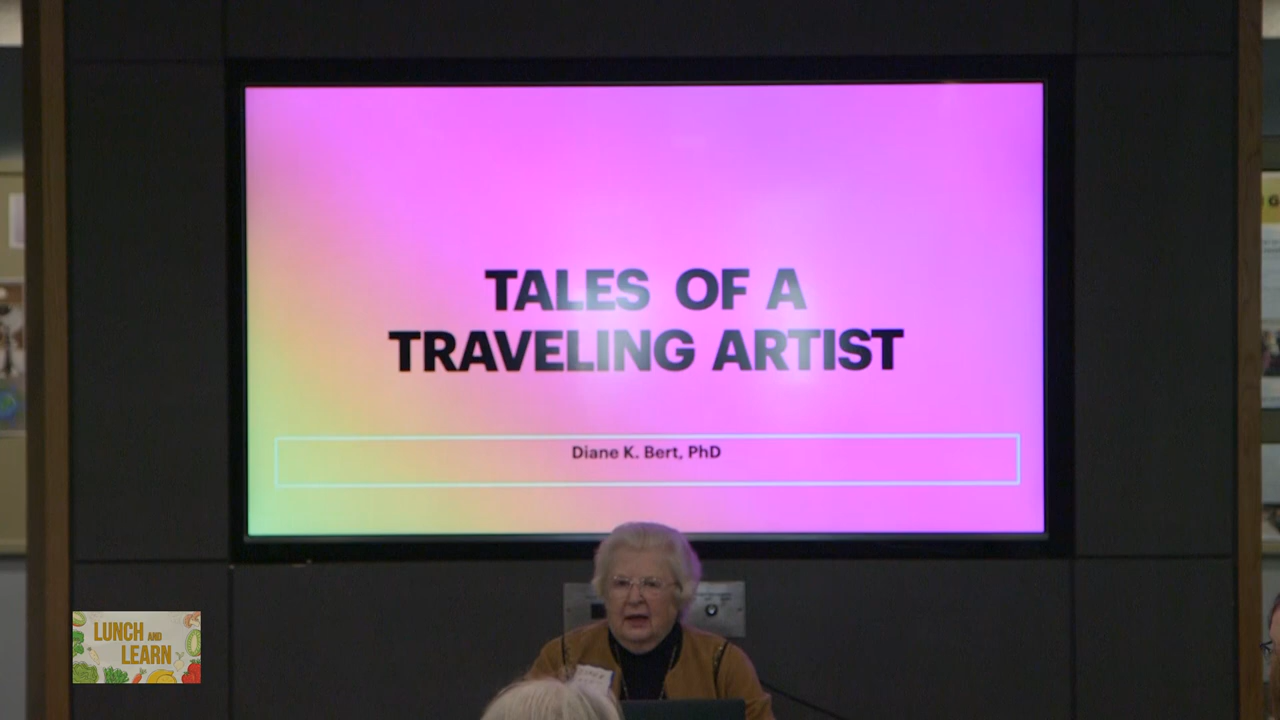 TALES OF A
TRAVELING ARTIST
Diane K. Bert, PhD
LUNCH AND
LEARN